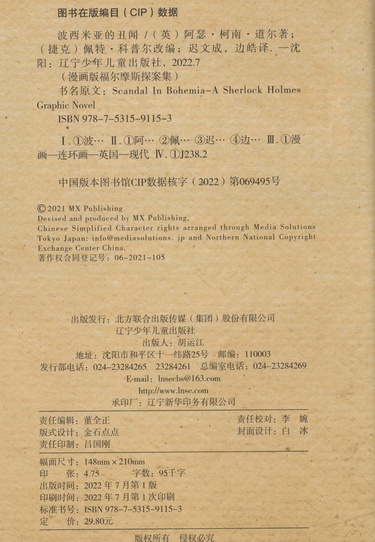 图书在版编目（CIP）数据
波西米亚的丑闻 /（英）阿瑟·柯南·道尔著；
（捷克）佩特·科普尔改编；迟文成，边皓译. —沈
阳：辽宁少年儿童出版社，2022.7
（漫画版福尔摩斯探案集）
书名原文：Scandal In Bohemia-A Sherlock Holmes
Graphic Novel
ISBN 978-7-5315-9115-3
Ⅰ.①波… Ⅱ.①阿… ②佩… ③迟… ④边… Ⅲ.①漫
画—连环画—英国—现代 Ⅳ.①J238.2
中国版本图书馆CIP数据核字（2022）第069495号
©2021 MX Publishing
Devised and produced by MX Publishing,
Chinese Simplified Character rights arranged through Media Solutions
Tokyo Japan: info@mediasolutions. jp and Northern National Copyright
Exchange Center China.
著作权合同登记号：06-2021-105
出版发行：北方联合出版传媒（集团）股份有限公司
辽宁少年儿童出版社
出版人：胡运江
地址：沈阳市和平区十一纬路25号 邮编：110003
发行部电话：024-23284265 23284261 总编室电话：024-23284269
E-mail：lnsecbs@163.com
http://www.lnse.com
承印厂：辽宁新华印务有限公司
责任编辑：董全正 责任校对：李 婉
版式设计：金石点点 封面设计：白 冰
责任印制：吕国刚
幅面尺寸：148mm×210mm
印 张：4.75 字数：95千字
出版时间：2022 年 7 月第 1 版
印刷时间：2022 年 7 月第 1 次印刷
标准书号：ISBN 978-7-5315-9115-3
定 价：29.80元
版权所有 侵权必究